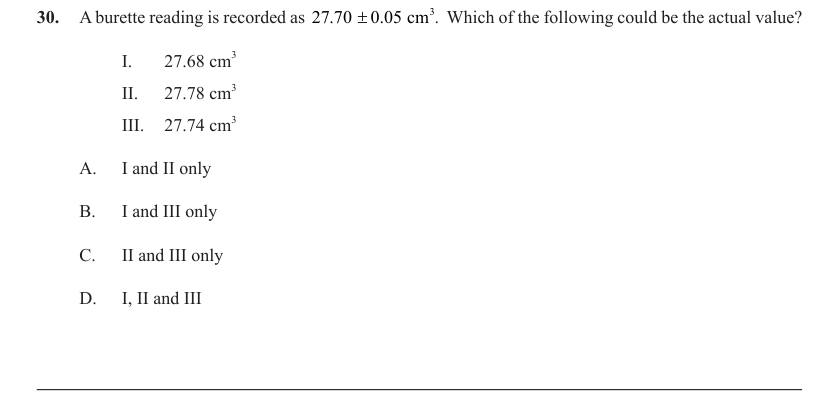 30. A burette reading is recorded as 27.70 ± 0.05 cm³. Which of the following could be the actual value?
I. 27.68 cm³
II. 27.78 cm³
III. 27.74 cm³
A. I and II only
B. I and III only
C. II and III only
D. I, II and III